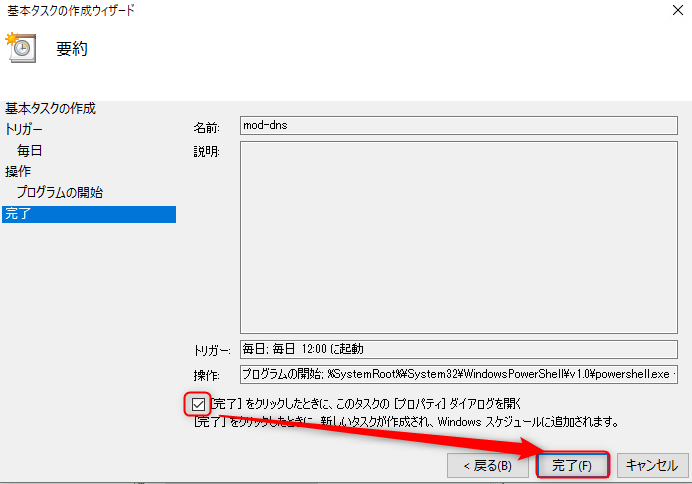 基本タスクの作成ウィザード
要約
基本タスクの作成
トリガー
毎日
操作
プログラムの開始
完了
名前: mod-dns
説明:
トリガー: 毎日; 毎日 12:00 に起動
操作: プログラムの開始; %SystemRoot%¥System32¥WindowsPowerShell¥v1.0¥powershell.exe
[完了] をクリックしたときに、このタスクの [プロパティ] ダイアログを開く
[完了] をクリックしたときに、新しいタスクが作成され、Windows スケジュールに追加されます。
< 戻る(B) 完了(F) キャンセル